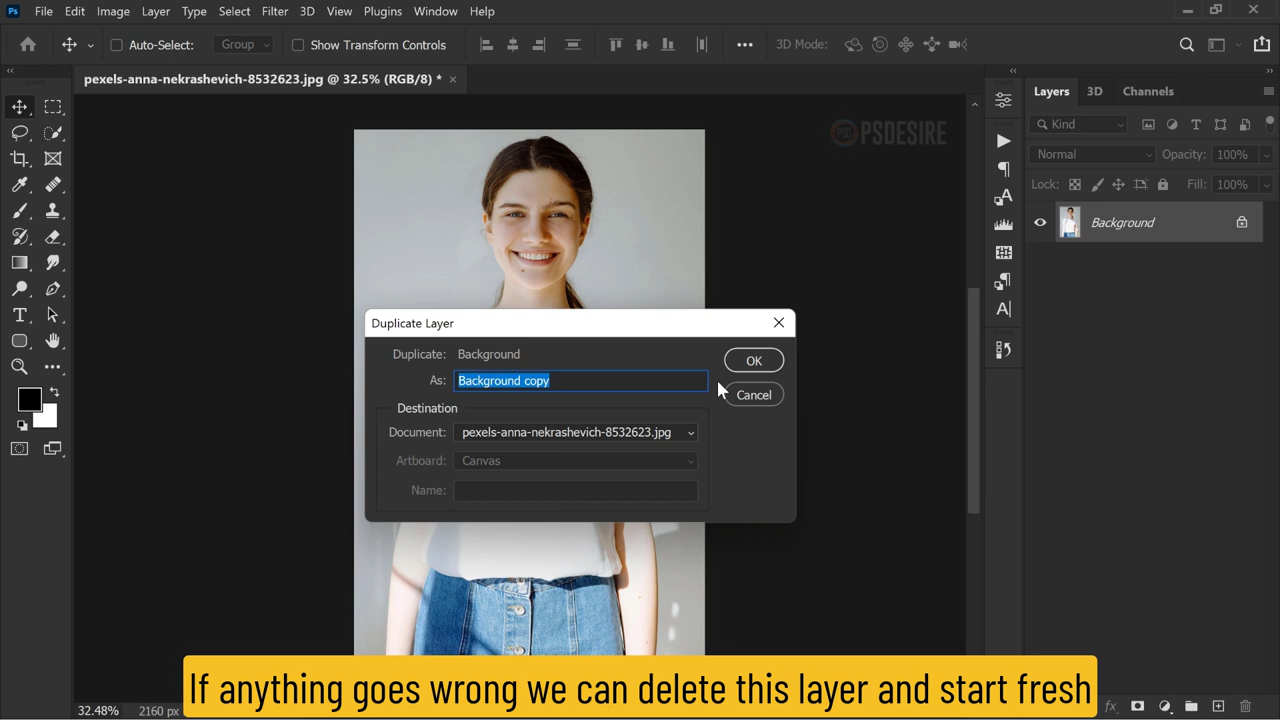 Ps File Edit Image Layer Type Select Filter 3D View Plugins Window Help
Auto-Select: Group Show Transform Controls 3D Mode:
pexels-anna-nekrashevich-8532623.jpg @ 32.5% (RGB/8) *
Layers 3D Channels
PSD PSDESIRE
Kind
Normal Opacity: 100%
Lock: Fill: 100%
Background
Duplicate Layer
Duplicate: Background
OK
As: Background copy
Cancel
Destination
Document: pexels-anna-nekrashevich-8532623.jpg
Artboard: Canvas
Name:
If anything goes wrong we can delete this layer and start fresh
32.48% 2160 px
fx